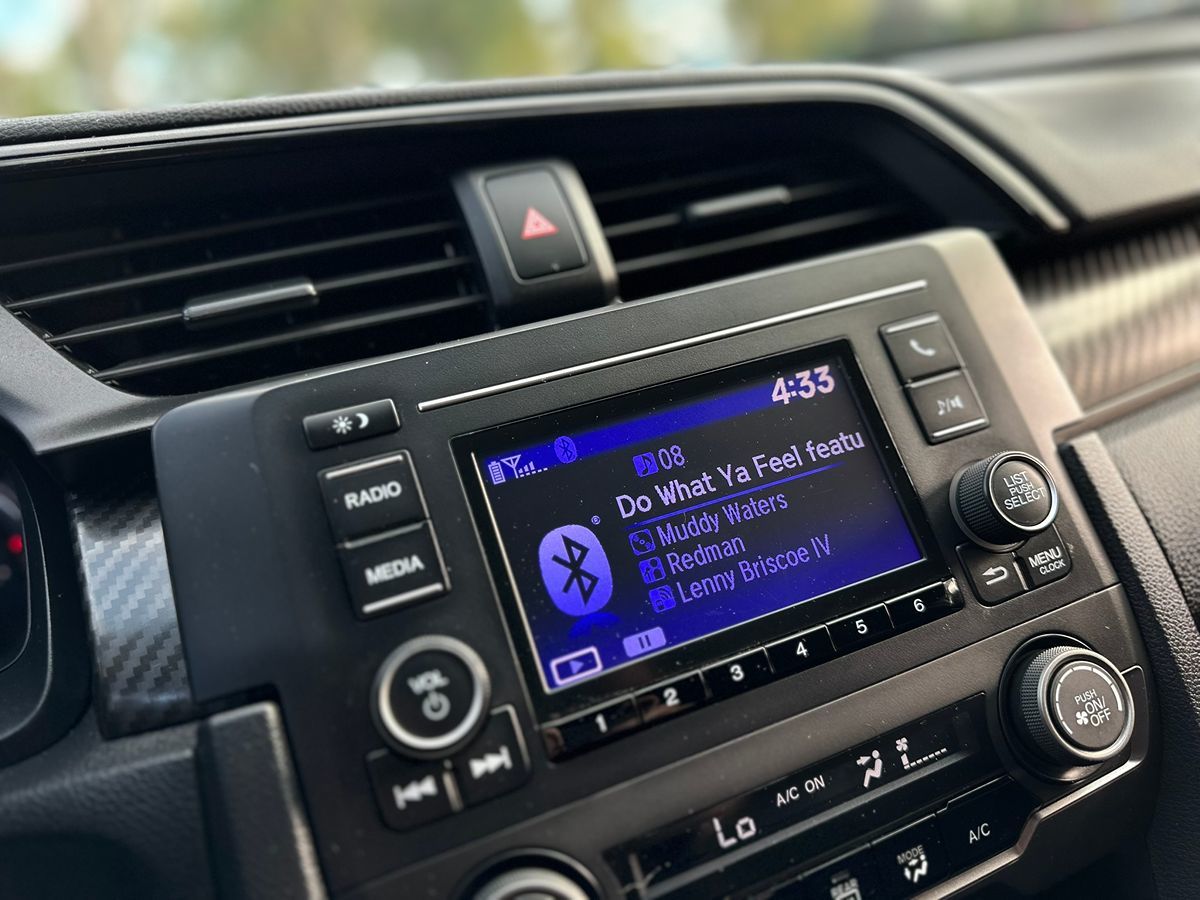 4:33
RADIO
MEDIA
08
Do What Ya Feel featu
Muddy Waters
Redman
Lenny Briscoe IV
®
VOL
1 2 3 4 5 6
LIST
PUSH
SELECT
MENU
CLOCK
PUSH
ON/
OFF
A/C ON
Lo
A/C
MODE
REAR